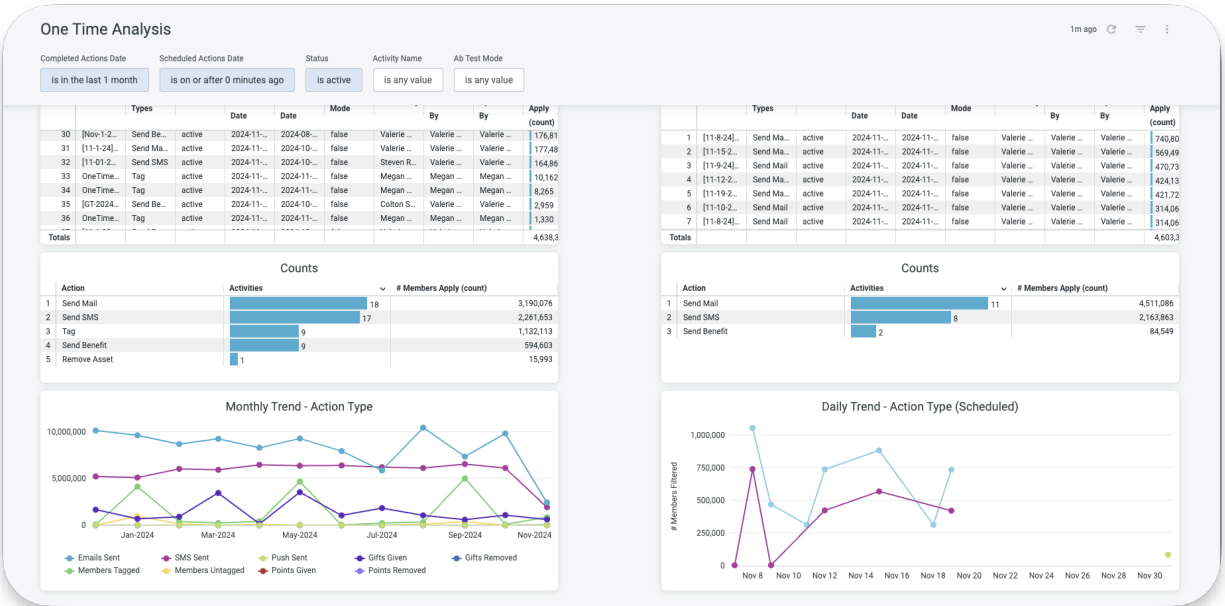 One Time Analysis
1m ago
Completed Actions Date Scheduled Actions Date Status Activity Name Ab Test Mode
is in the last 1 month is on or after 0 minutes ago is active is any value is any value
Types Date Date Mode By By Apply (count)
30 [Nov-1-2... Send Be... active 2024-11-... 2024-08-... false Valerie ... Valerie ... Valerie ... 176,81
31 [11-1-24]... Send Ma... active 2024-11-... 2024-10-... false Valerie ... Valerie ... Valerie ... 177,48
32 [11-01-2... Send SMS active 2024-11-... 2024-10-... false Steven R... Valerie ... Valerie ... 164,86
33 OneTime... Tag active 2024-11-... 2024-11-... false Megan ... Megan ... Megan ... 10,162
34 OneTime... Tag active 2024-11-... 2024-11-... false Megan ... Megan ... Megan ... 8,265
35 [GT-2024... Send Be... active 2024-11-... 2024-10-... false Colton S... Valerie ... Valerie ... 2,959
36 OneTime... Tag active 2024-11-... 2024-11-... false Megan ... Megan ... Megan ... 1,330
Totals 4,638,3
Types Date Date Mode By By Apply (count)
1 [11-8-24]... Send Ma... active 2024-11-... 2024-11-... false Valerie ... Valerie ... Valerie ... 740,80
2 [11-15-2... Send Ma... active 2024-11-... 2024-11-... false Valerie ... Valerie ... Valerie ... 569,49
3 [11-9-24]... Send Mail active 2024-11-... 2024-11-... false Valerie ... Valerie ... Valerie ... 470,73
4 [11-12-2... Send Ma... active 2024-11-... 2024-11-... false Valerie ... Valerie ... Valerie ... 424,13
5 [11-19-2... Send Ma... active 2024-11-... 2024-11-... false Valerie ... Valerie ... Valerie ... 421,72
6 [11-10-2... Send Mail active 2024-11-... 2024-11-... false Valerie ... Valerie ... Valerie ... 314,06
7 [11-8-24]... Send Mail active 2024-11-... 2024-11-... false Valerie ... Valerie ... Valerie ... 314,06
Totals 4,603,3
Counts
Action Activities # Members Apply (count)
1 Send Mail 18 3,190,076
2 Send SMS 17 2,261,653
3 Tag 9 1,132,113
4 Send Benefit 9 594,603
5 Remove Asset 1 15,993
Counts
Action Activities # Members Apply (count)
1 Send Mail 11 4,511,086
2 Send SMS 8 2,163,863
3 Send Benefit 2 84,549
Monthly Trend - Action Type
10,000,000
5,000,000
0
Jan-2024 Mar-2024 May-2024 Jul-2024 Sep-2024 Nov-2024
Emails Sent SMS Sent Push Sent Gifts Given Gifts Removed
Members Tagged Members Untagged Points Given Points Removed
Daily Trend - Action Type (Scheduled)
# Members Filtered
1,000,000
750,000
500,000
250,000
0
Nov 8 Nov 10 Nov 12 Nov 14 Nov 16 Nov 18 Nov 20 Nov 22 Nov 24 Nov 26 Nov 28 Nov 30